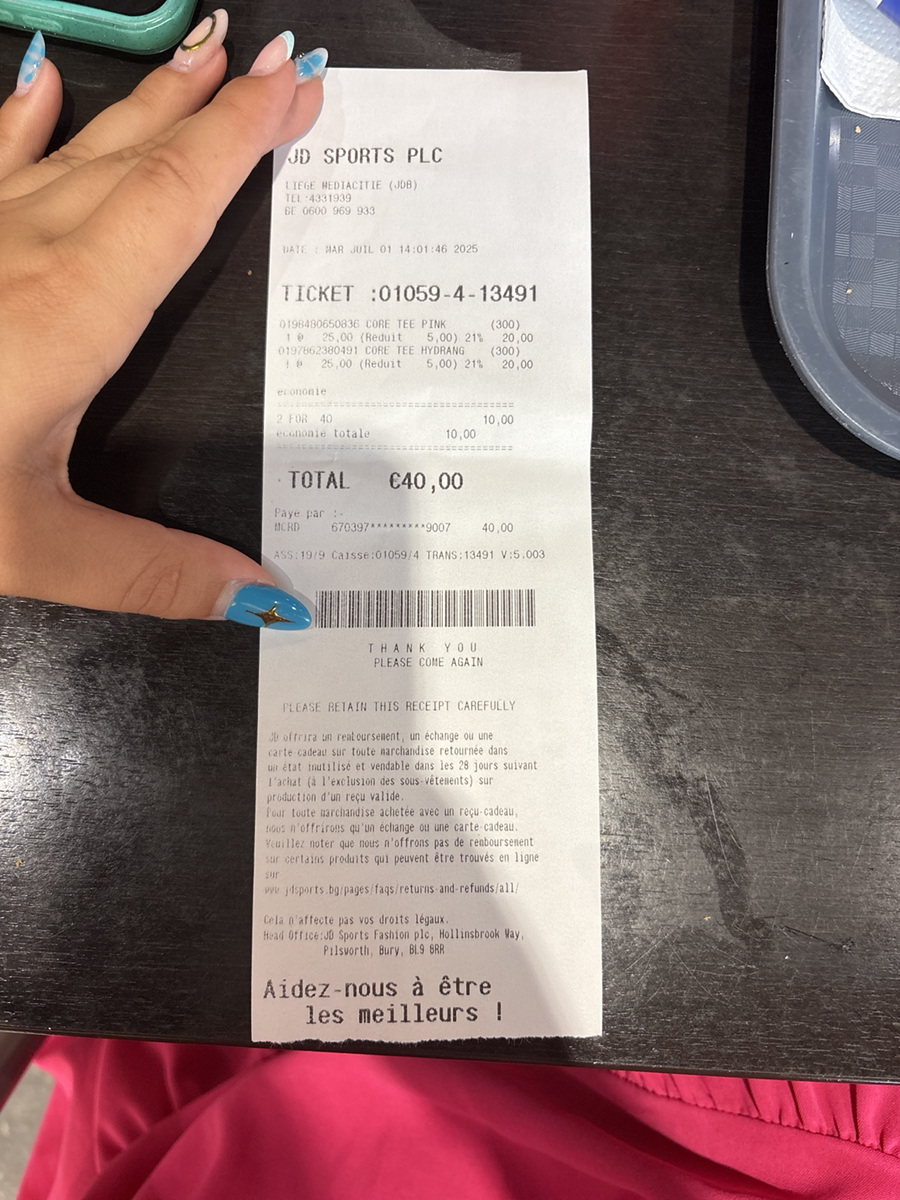 JD SPORTS PLC
LIEGE MEDIACITIE (JDB)
TEL:4331939
BE 0600 969 933
DATE : MAR JUIL 01 14:01:46 2025
TICKET :01059-4-13491
0198480650836 CORE TEE PINK (300)
1 @ 25,00 (Reduit 5,00) 21% 20,00
0197862380491 CORE TEE HYDRANG (300)
1 @ 25,00 (Reduit 5,00) 21% 20,00
economie
==================================
2 FOR 40 10,00
economie totale 10,00
==================================
TOTAL €40,00
Paye par :-
MCRD 670397*********9007 40,00
ASS:19/9 Caisse:01059/4 TRANS:13491 V:5.003
THANK YOU
PLEASE COME AGAIN
PLEASE RETAIN THIS RECEIPT CAREFULLY
JD offrira un remboursement, un échange ou une
carte-cadeau sur toute marchandise retournée dans
un état inutilisé et vendable dans les 28 jours suivant
l'achat (à l'exclusion des sous-vêtements) sur
production d'un reçu valide.
Pour toute marchandise achetée avec un reçu-cadeau,
nous n'offrirons qu'un échange ou une carte-cadeau.
Veuillez noter que nous n'offrons pas de remboursement
sur certains produits qui peuvent être trouvés en ligne
sur
www.jdsports.bg/pages/faqs/returns-and-refunds/all/
Cela n'affecte pas vos droits légaux.
Head Office:JD Sports Fashion plc, Hollinsbrook Way,
Pilsworth, Bury, BL9 8RR
Aidez-nous à être
les meilleurs !